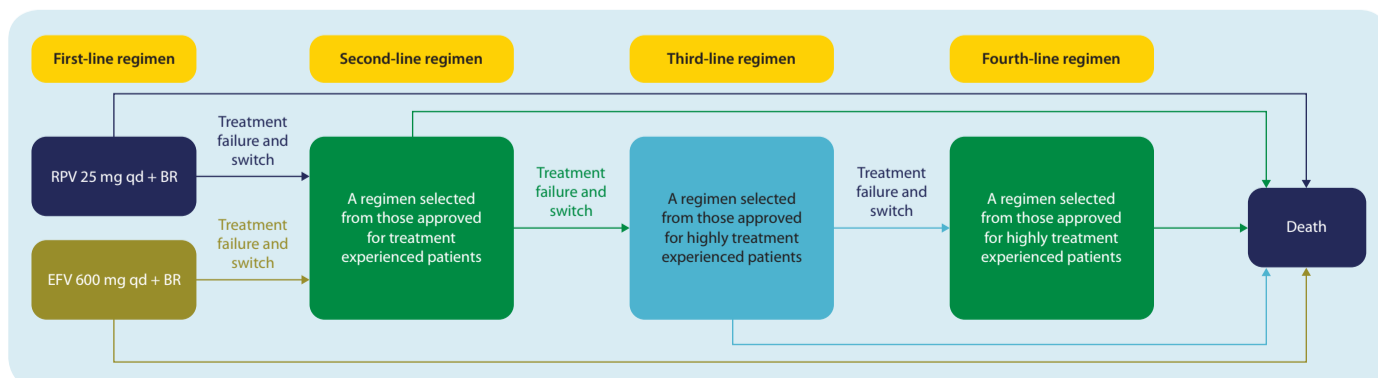 First-line regimen
Second-line regimen
Third-line regimen
Fourth-line regimen
RPV 25 mg qd + BR
Treatment
failure and
switch
EFV 600 mg qd + BR
Treatment
failure and
switch
A regimen selected
from those approved
for treatment
experienced patients
Treatment
failure and
switch
A regimen selected
from those approved
for highly treatment
experienced patients
Treatment
failure and
switch
A regimen selected
from those approved
for highly treatment
experienced patients
Death